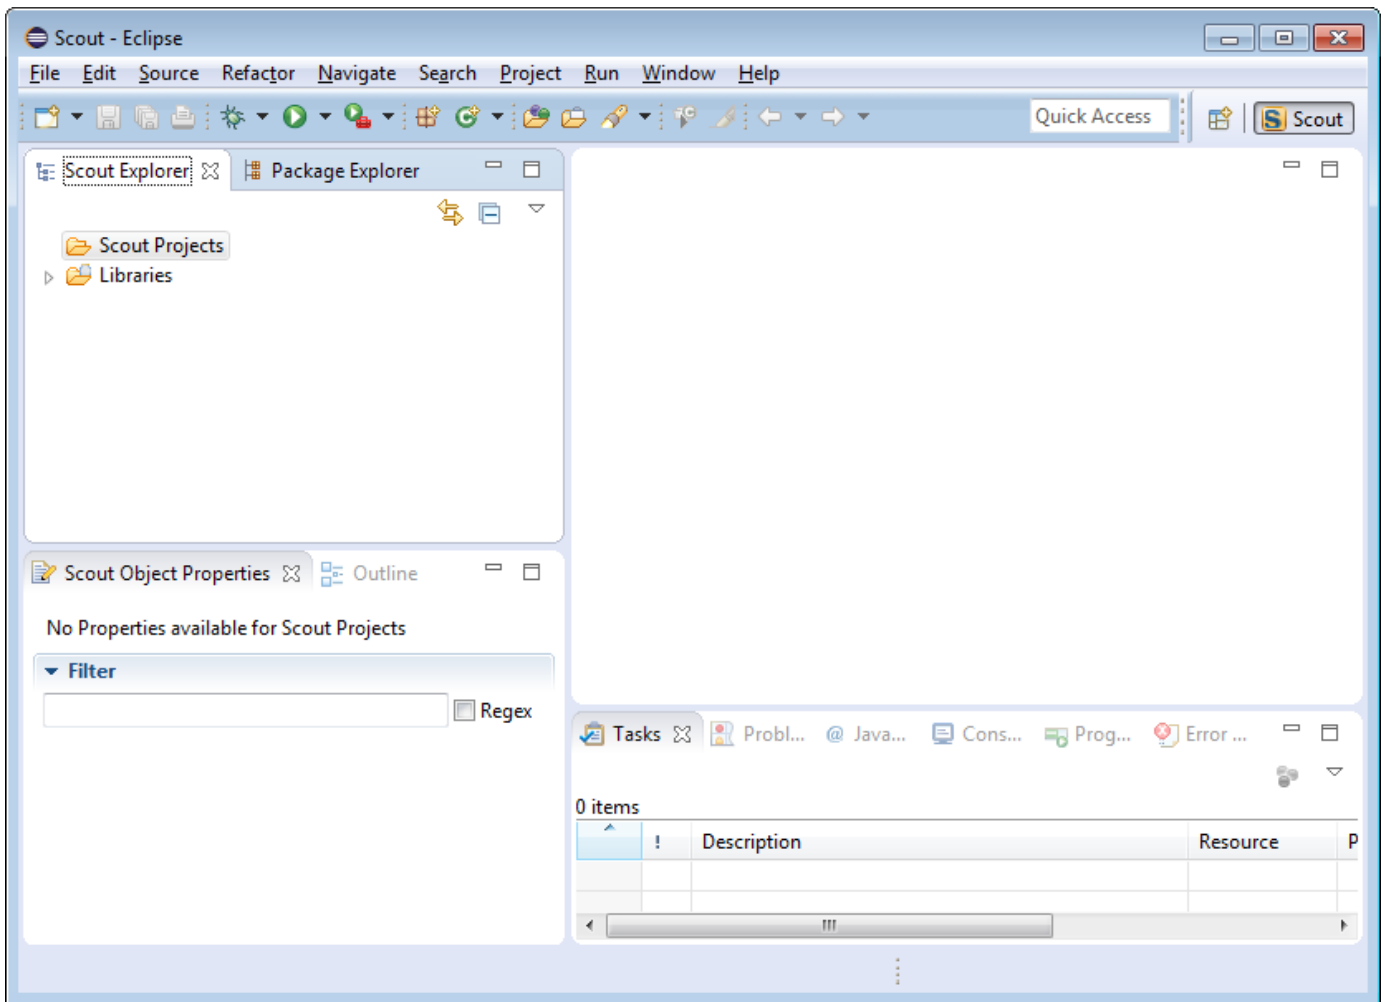 Scout - Eclipse
File Edit Source Refactor Navigate Search Project Run Window Help
Quick Access
S Scout
Scout Explorer Package Explorer
Scout Projects
Libraries
Scout Object Properties Outline
No Properties available for Scout Projects
Filter
Regex
Tasks Probl... @ Java... Cons... Prog... Error ...
0 items
! Description Resource P